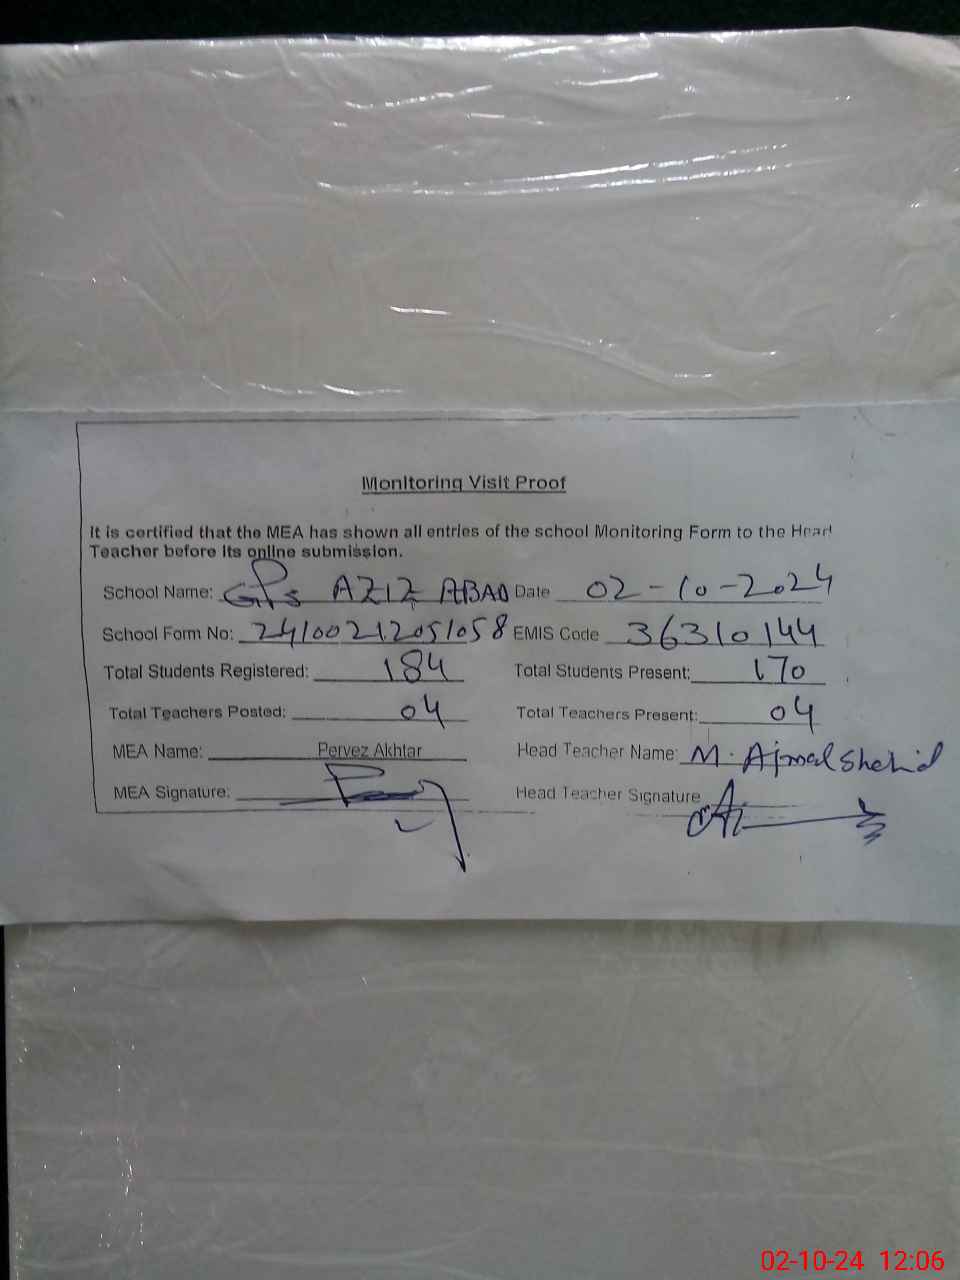 Monitoring Visit Proof
It is certified that the MEA has shown all entries of the school Monitoring Form to the Head
Teacher before its online submission.
School Name: GPs AZIZ ABAD Date 02-10-2024
School Form No: 24100212051058 EMIS Code 36310144
Total Students Registered: 184 Total Students Present: 170
Total Teachers Posted: 04 Total Teachers Present: 04
MEA Name: Pervez Akhtar Head Teacher Name: M. Ajmal Shahid
MEA Signature: Head Teacher Signature
02-10-24 12:06